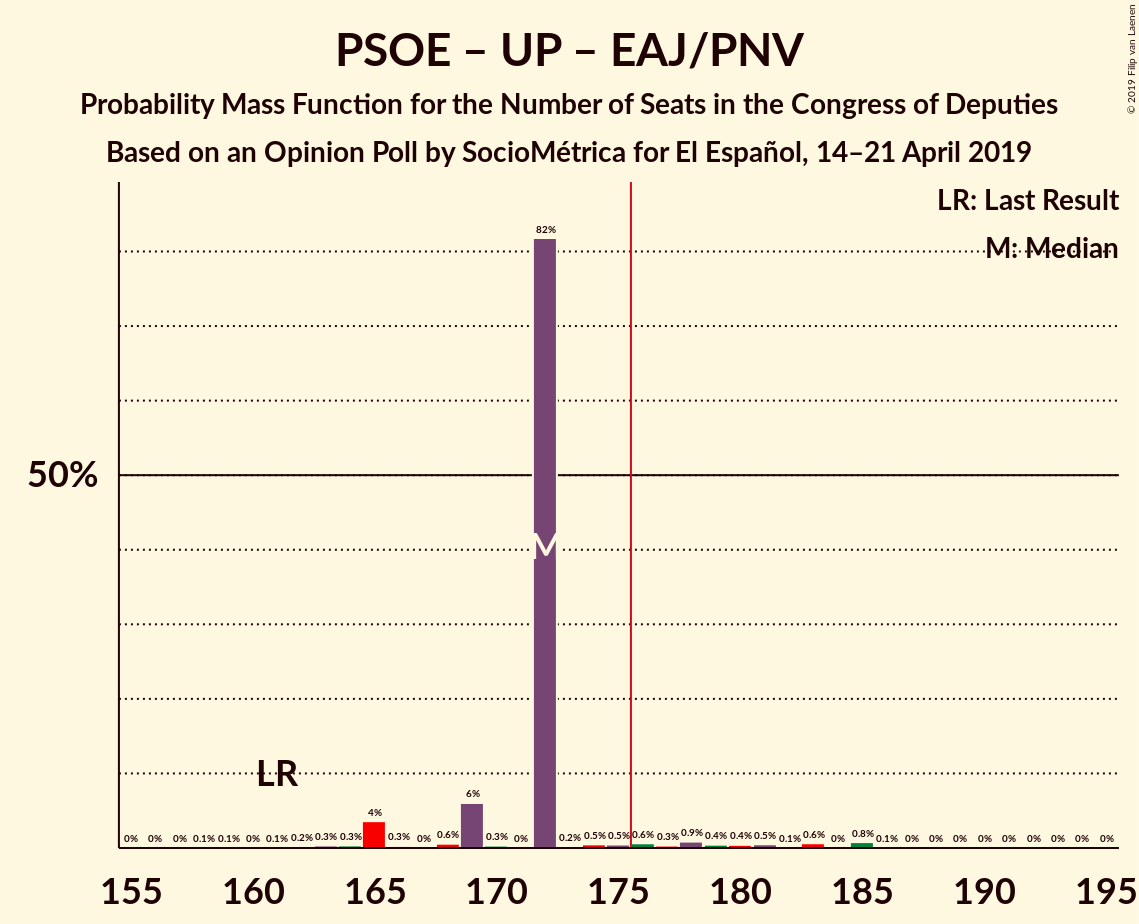 PSOE – UP – EAJ/PNV
Probability Mass Function for the Number of Seats in the Congress of Deputies
Based on an Opinion Poll by SocioMétrica for El Español, 14–21 April 2019
© 2019 Filip van Laenen
LR: Last Result
M: Median
82%
50%
M
LR
0% 0% 0% 0.1% 0.1% 0% 0.1% 0.2% 0.3% 0.3% 4% 0.3% 0% 0.6% 6% 0.3% 0% 0.2% 0.5% 0.5% 0.6% 0.3% 0.9% 0.4% 0.4% 0.5% 0.1% 0.6% 0% 0.8% 0.1% 0% 0% 0% 0% 0% 0% 0% 0% 0%
155 160 165 170 175 180 185 190 195